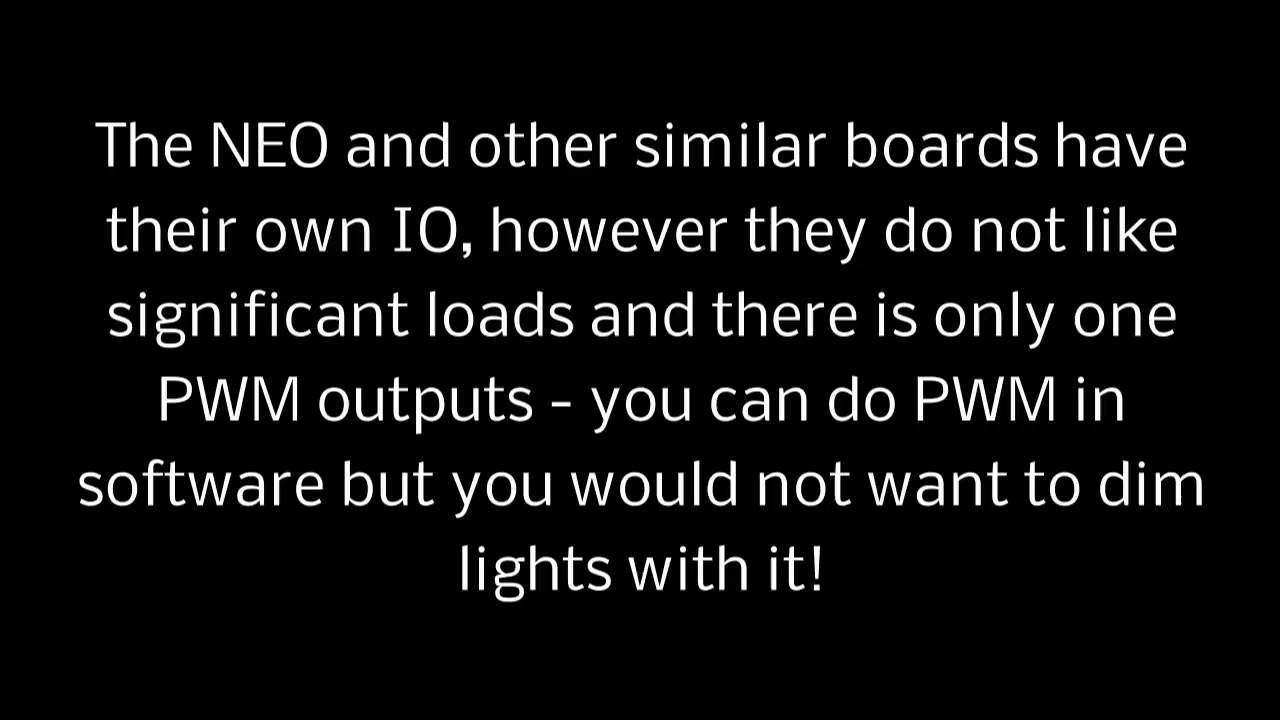 The NEO and other similar boards have
their own IO, however they do not like
significant loads and there is only one
PWM outputs - you can do PWM in
software but you would not want to dim
lights with it!